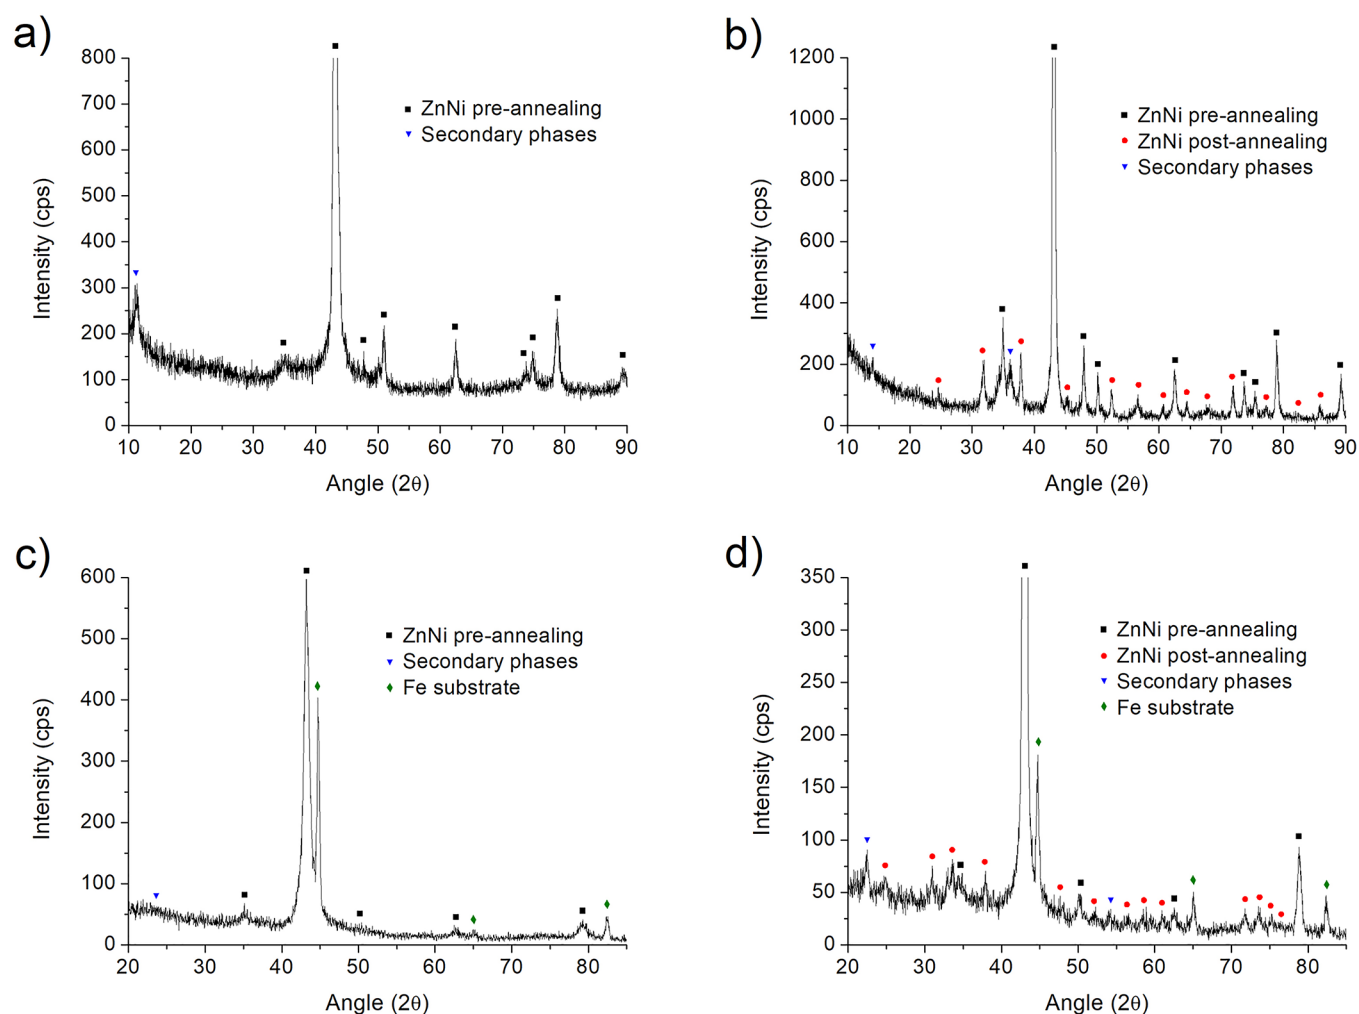 a)
800
700
600
500
400
300
200
100
0
Intensity (cps)
ZnNi pre-annealing
Secondary phases
10 20 30 40 50 60 70 80 90
Angle (2θ)
b)
1200
1000
800
600
400
200
0
Intensity (cps)
ZnNi pre-annealing
ZnNi post-annealing
Secondary phases
10 20 30 40 50 60 70 80 90
Angle (2θ)
c)
600
500
400
300
200
100
0
Intensity (cps)
ZnNi pre-annealing
Secondary phases
Fe substrate
20 30 40 50 60 70 80
Angle (2θ)
d)
350
300
250
200
150
100
50
0
Intensity (cps)
ZnNi pre-annealing
ZnNi post-annealing
Secondary phases
Fe substrate
20 30 40 50 60 70 80
Angle (2θ)